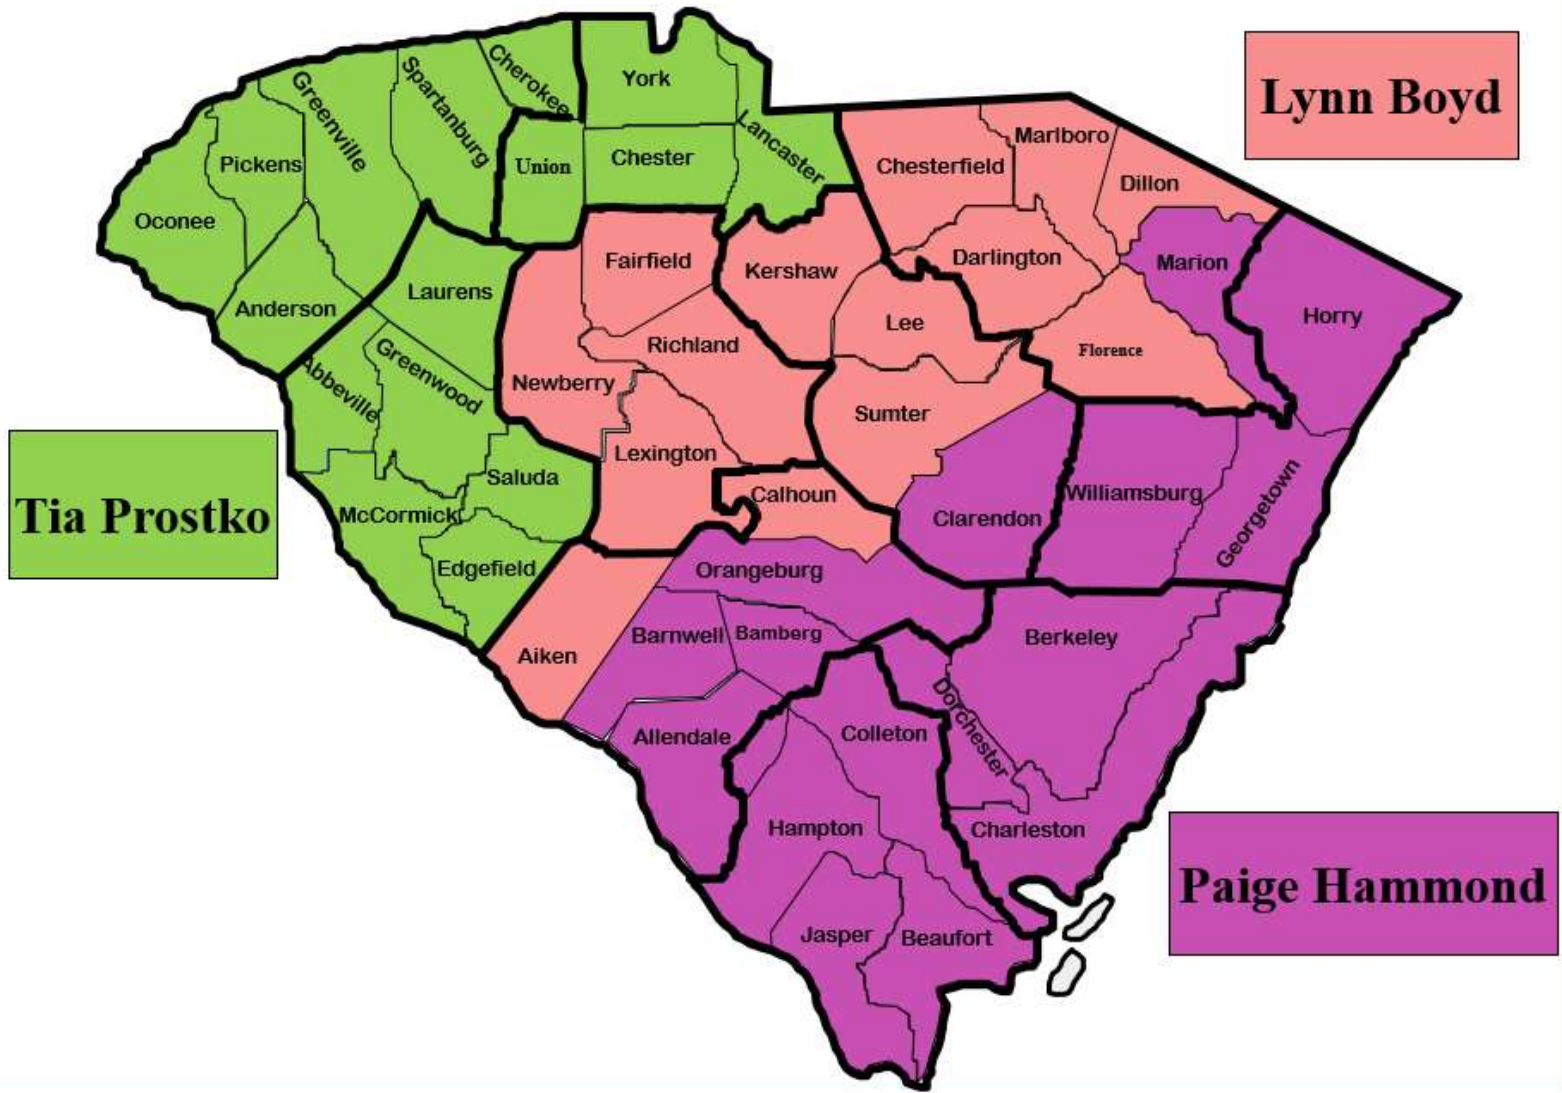 Lynn Boyd
Cherokee
York
Spartanburg
Greenville
Lancaster
Marlboro
Pickens
Union
Chester
Chesterfield
Dillon
Oconee
Fairfield
Kershaw
Darlington
Marion
Anderson
Laurens
Lee
Horry
Richland
Florence
Abbeville
Greenwood
Newberry
Sumter
Lexington
Saluda
Calhoun
Williamsburg
Georgetown
Tia Prostko
McCormick
Clarendon
Edgefield
Orangeburg
Aiken
Barnwell
Bamberg
Berkeley
Allendale
Colleton
Dorchester
Hampton
Charleston
Paige Hammond
Jasper
Beaufort